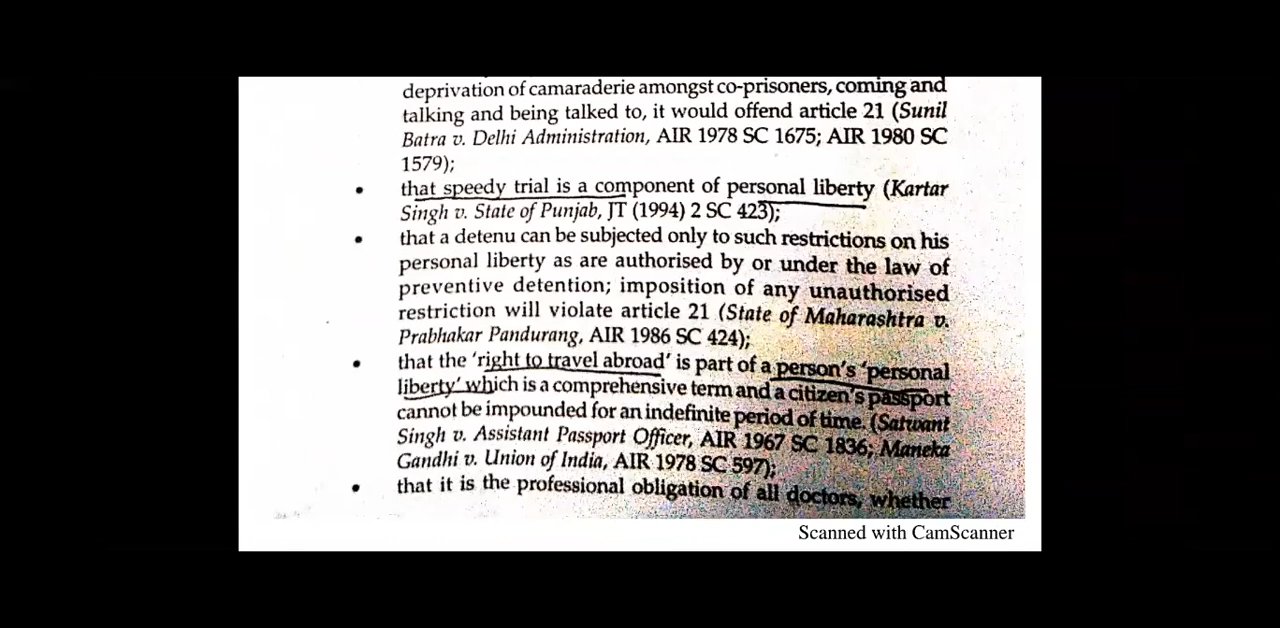 deprivation of camaraderie amongst co-prisoners, coming and
talking and being talked to, it would offend article 21 (Sunil
Batra v. Delhi Administration, AIR 1978 SC 1675; AIR 1980 SC
1579);
• that speedy trial is a component of personal liberty (Kartar
Singh v. State of Punjab, JT (1994) 2 SC 423);
• that a detenu can be subjected only to such restrictions on his
personal liberty as are authorised by or under the law of
preventive detention; imposition of any unauthorised
restriction will violate article 21 (State of Maharashtra v.
Prabhakar Pandurang, AIR 1986 SC 424);
• that the 'right to travel abroad' is part of a person's 'personal
liberty' which is a comprehensive term and a citizen's passport
cannot be impounded for an indefinite period of time. (Satwant
Singh v. Assistant Passport Officer, AIR 1967 SC 1836; Maneka
Gandhi v. Union of India, AIR 1978 SC 597);
• that it is the professional obligation of all doctors, whether
Scanned with CamScanner